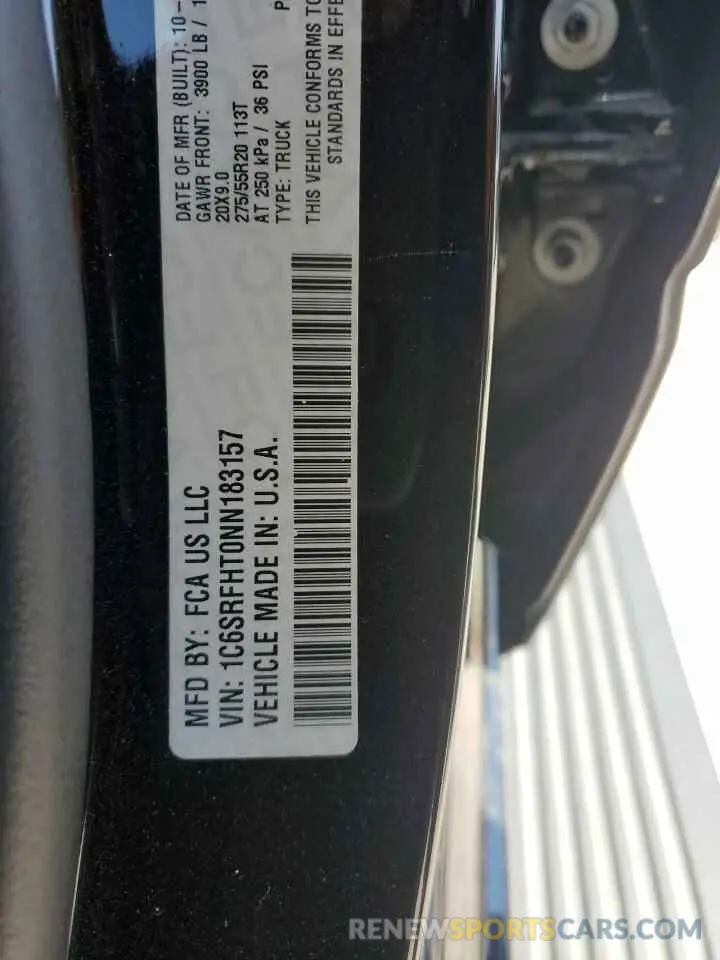 MFD BY: FCA US LLC
VIN: 1C6SRFHT0NN183157
VEHICLE MADE IN: U.S.A.
DATE OF MFR (BUILT): 10-
GAWR FRONT: 3900 LB /
20X9.0
275/55R20 113T
AT 250 kPa / 36 PSI
TYPE: TRUCK
THIS VEHICLE CONFORMS TO
STANDARDS IN EFFE
RENEWSPORTSCARS.COM